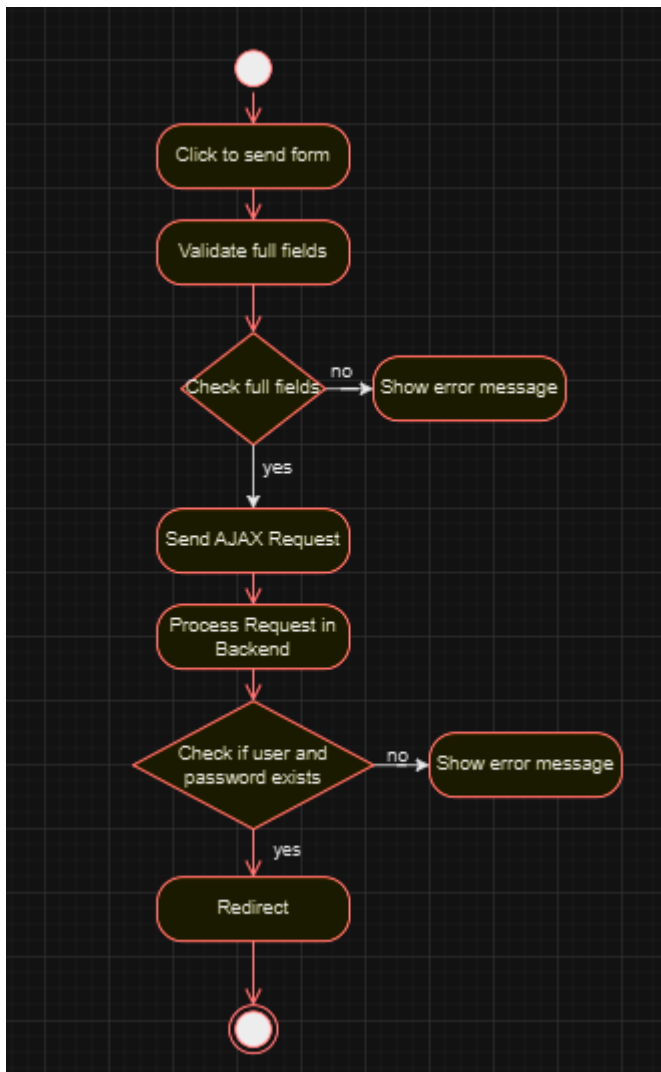 Click to send form
Validate full fields
Check full fields
no
Show error message
yes
Send AJAX Request
Process Request in
Backend
Check if user and
password exists
no
Show error message
yes
Redirect